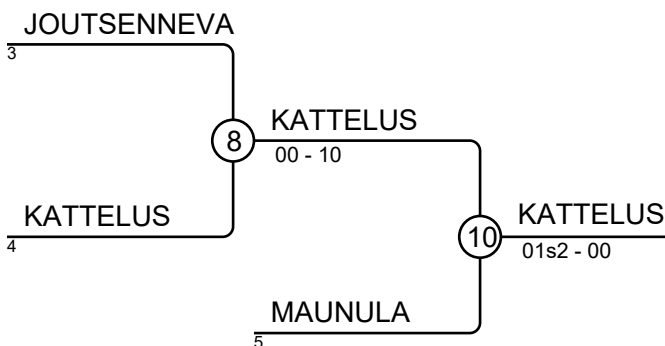 JOUTSENNEVA
3
8
KATTELUS
00 - 10
KATTELUS
4
10
KATTELUS
01s2 - 00
MAUNULA
5